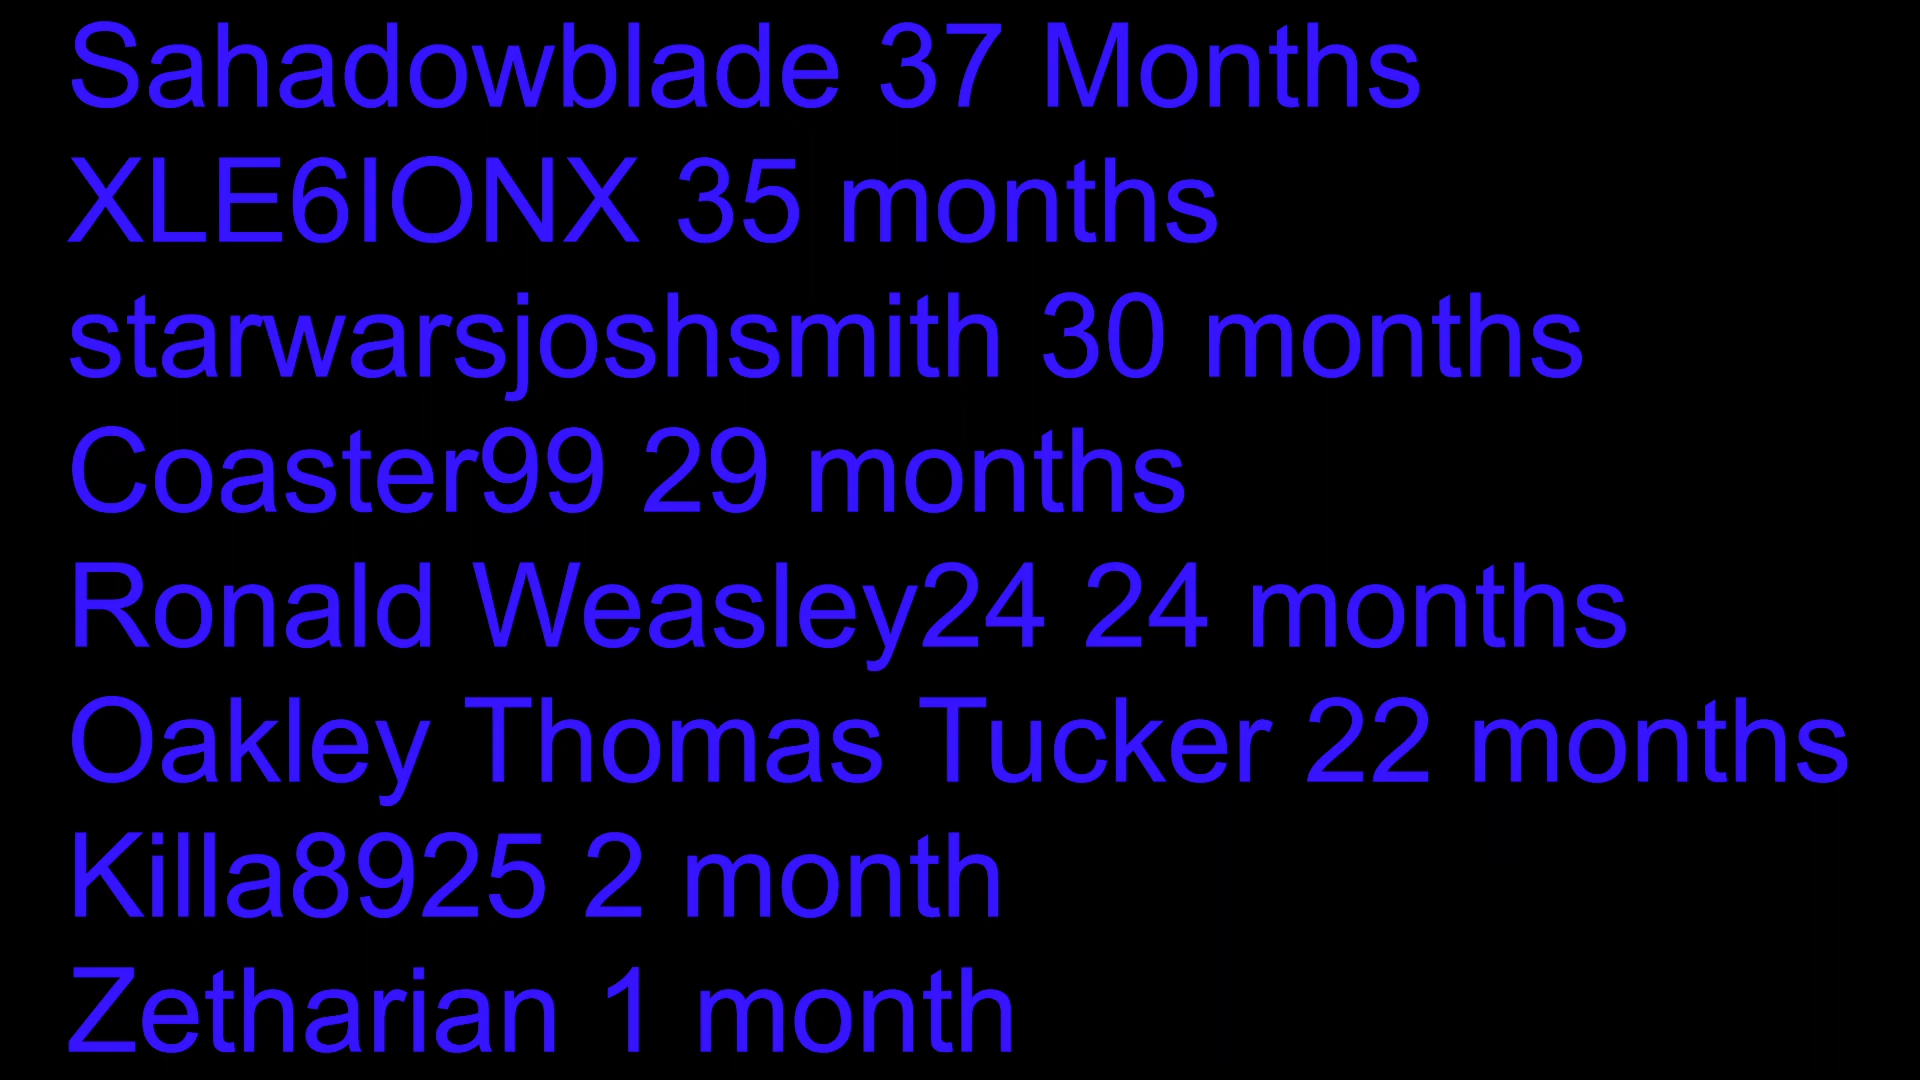 Sahadowblade 37 Months
XLE6IONX 35 months
starwarsjoshsmith 30 months
Coaster99 29 months
Ronald Weasley24 24 months
Oakley Thomas Tucker 22 months
Killa8925 2 month
Zetharian 1 month